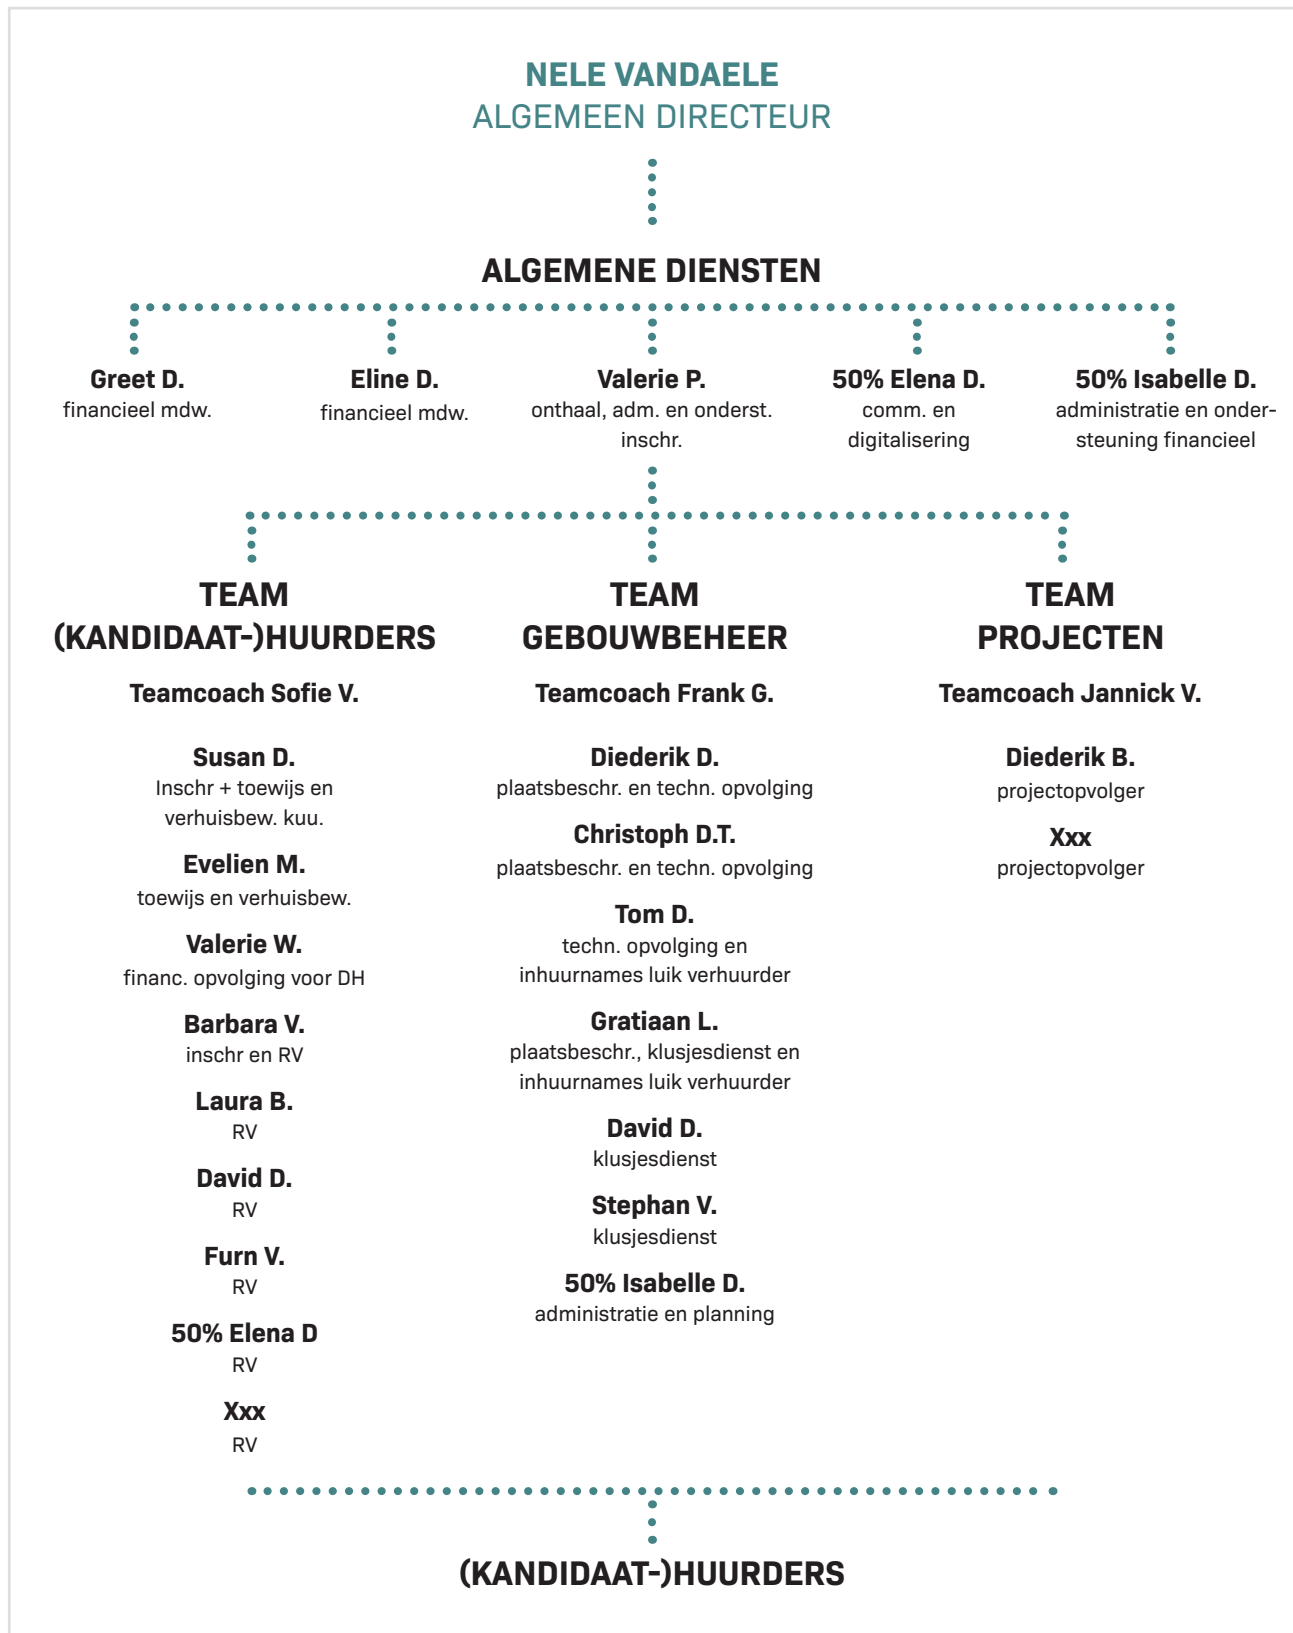 NELE VANDAELE
ALGEMEEN DIRECTEUR
ALGEMENE DIENSTEN
Greet D.
financieel mdw.
Eline D.
financieel mdw.
Valerie P.
onthaal, adm. en onderst.
inschr.
50% Elena D.
comm. en
digitalisering
50% Isabelle D.
administratie en onder-
steuning financieel
TEAM
(KANDIDAAT-)HUURDERS
Teamcoach Sofie V.
Susan D.
Inschr + toewijs en
verhuisbew. kuu.
Evelien M.
toewijs en verhuisbew.
Valerie W.
financ. opvolging voor DH
Barbara V.
inschr en RV
Laura B.
RV
David D.
RV
Furn V.
RV
50% Elena D
RV
Xxx
RV
TEAM
GEBOUWBEHEER
Teamcoach Frank G.
Diederik D.
plaatsbeschr. en techn. opvolging
Christoph D.T.
plaatsbeschr. en techn. opvolging
Tom D.
techn. opvolging en
inhuurnames luik verhuurder
Gratiaan L.
plaatsbeschr., klusjesdienst en
inhuurnames luik verhuurder
David D.
klusjesdienst
Stephan V.
klusjesdienst
50% Isabelle D.
administratie en planning
TEAM
PROJECTEN
Teamcoach Jannick V.
Diederik B.
projectopvolger
Xxx
projectopvolger
(KANDIDAAT-)HUURDERS